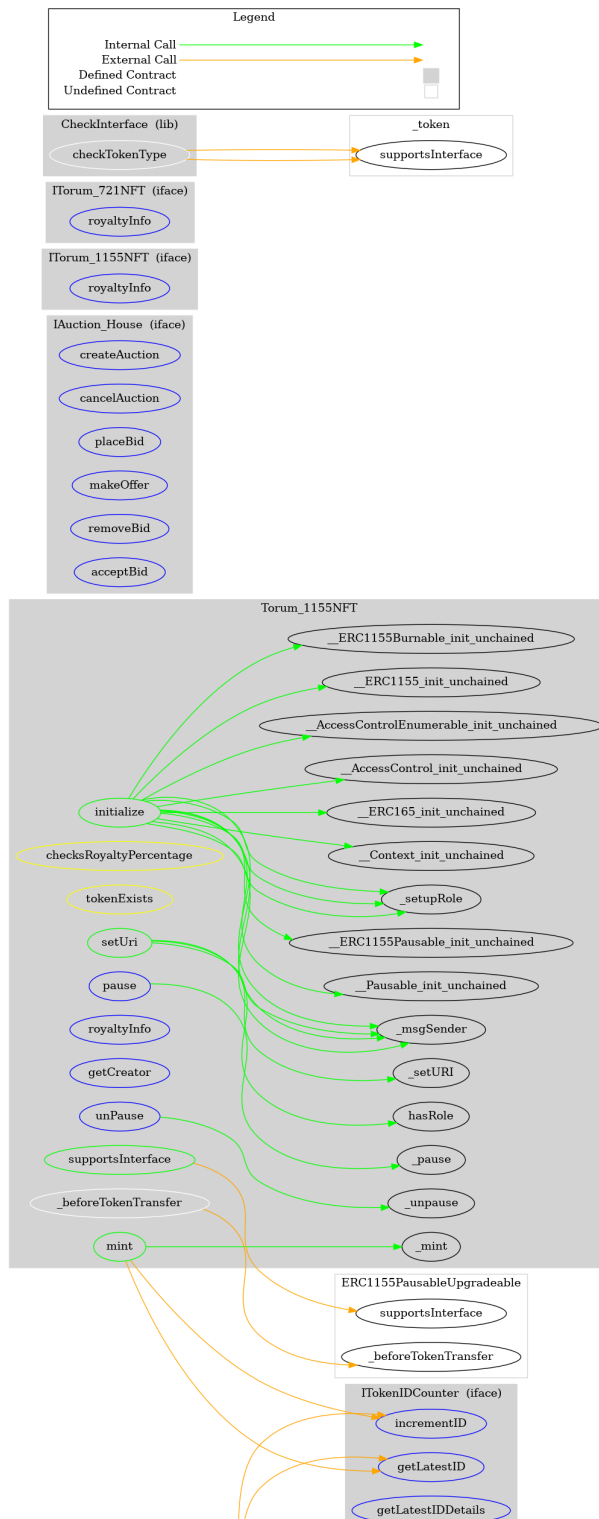 Legend
Internal Call
External Call
Defined Contract
Undefined Contract
CheckInterface (lib)
checkTokenType
_token
supportsInterface
ITorum_721NFT (iface)
royaltyInfo
ITorum_1155NFT (iface)
royaltyInfo
IAuction_House (iface)
createAuction
cancelAuction
placeBid
makeOffer
removeBid
acceptBid
Torum_1155NFT
__ERC1155Burnable_init_unchained
__ERC1155_init_unchained
__AccessControlEnumerable_init_unchained
__AccessControl_init_unchained
initialize
__ERC165_init_unchained
checksRoyaltyPercentage
__Context_init_unchained
tokenExists
_setupRole
setUri
__ERC1155Pausable_init_unchained
pause
__Pausable_init_unchained
royaltyInfo
_msgSender
getCreator
_setURI
unPause
hasRole
supportsInterface
_pause
_beforeTokenTransfer
_unpause
mint
_mint
ERC1155PausableUpgradeable
supportsInterface
_beforeTokenTransfer
ITokenIDCounter (iface)
incrementID
getLatestID
getLatestIDDetails